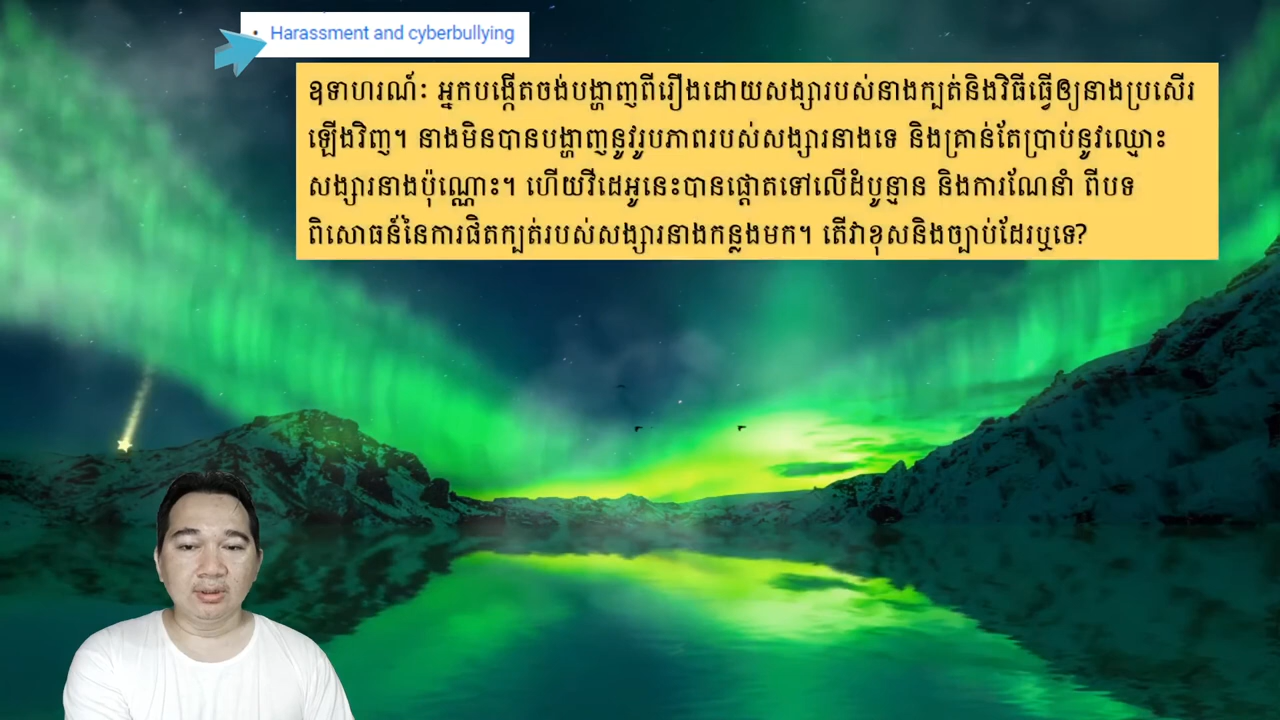 Harassment and cyberbullying
ឧទាហរណ៍ៈ អ្នកបង្កើតចង់បង្ហាញពីរឿងដោយសង្សារបស់នាងក្បត់និងវិធីធ្វើឲ្យនាងប្រសើរ
ឡើងវិញ។ នាងមិនបានបង្ហាញនូវរូបភាពរបស់សង្សារនាងទេ និងគ្រាន់តែប្រាប់នូវឈ្មោះ
សង្សារនាងប៉ុណ្ណោះ។ ហើយវីដេអូនេះបានផ្តោតទៅលើដំបូន្មាន និងការណែនាំ ពីបទ
ពិសោធន៍នៃការផិតក្បត់របស់សង្សារនាងកន្លងមក។ តើវាខុសនិងច្បាប់ដែរឬទេ?